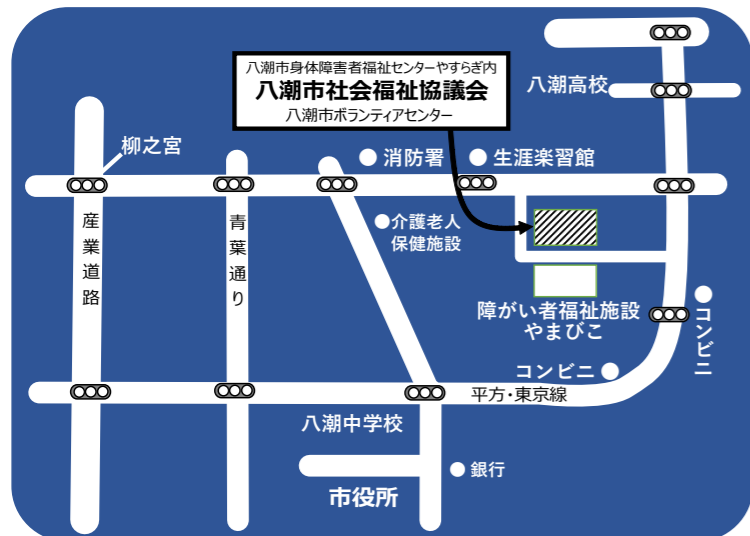 八潮市身体障害者福祉センターやすらぎ内
八潮市社会福祉協議会
八潮市ボランティアセンター
八潮高校
柳之宮
消防署
生涯楽習館
産業道路
青葉通り
介護老人
保健施設
障がい者福祉施設
やまびこ
コンビニ
コンビニ
平方・東京線
八潮中学校
銀行
市役所